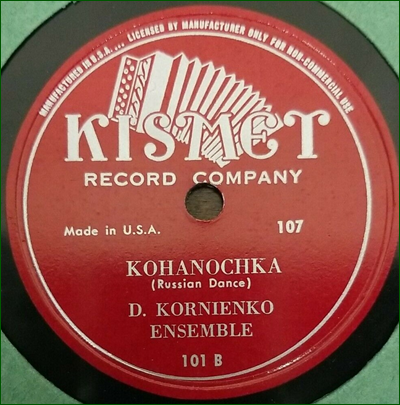 MANUFACTURED IN U.S.A. ... LICENSED BY MANUFACTURER ONLY FOR NON-COMMERCIAL USE
KISMET
RECORD COMPANY
Made in U.S.A. 107
KOHANOCHKA
(Russian Dance)
D. KORNIENKO
ENSEMBLE
101 B